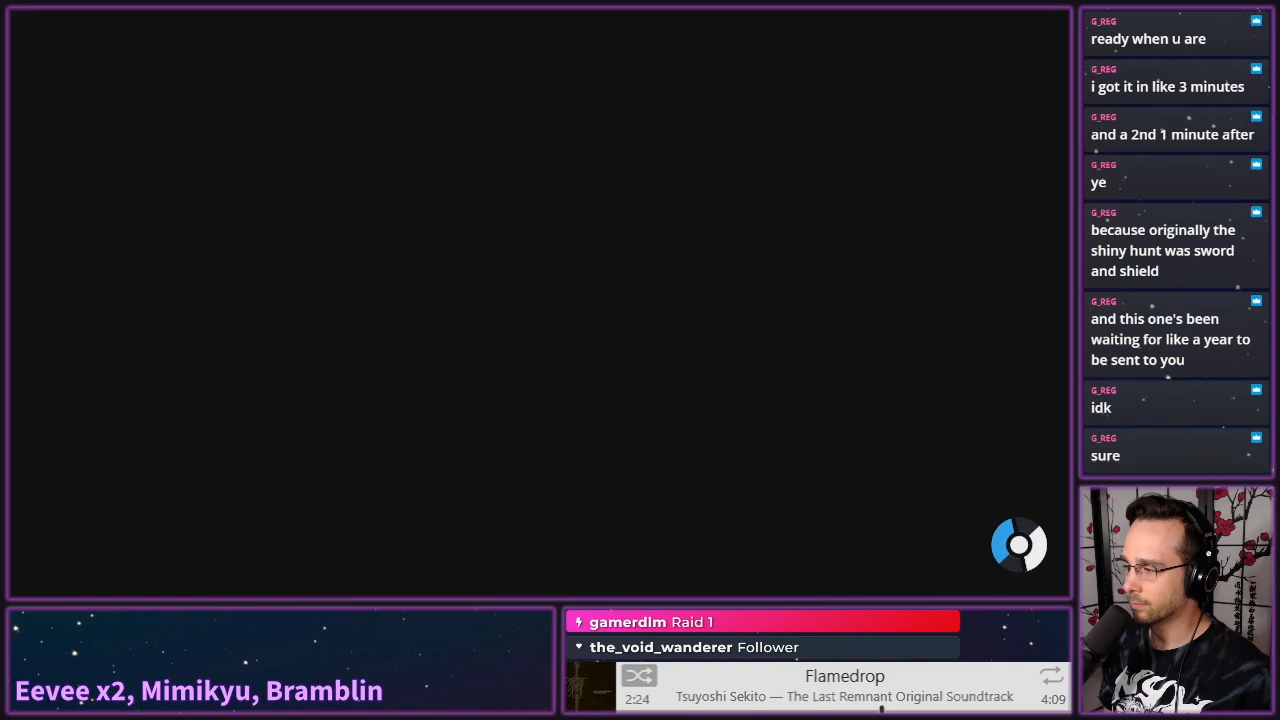 G_REG
ready when u are
G_REG
i got it in like 3 minutes
G_REG
and a 2nd 1 minute after
G_REG
ye
G_REG
because originally the
shiny hunt was sword
and shield
G_REG
and this one's been
waiting for like a year to
be sent to you
G_REG
idk
G_REG
sure
gamerdlm Raid 1
the_void_wanderer Follower
Flamedrop
2:24
Tsuyoshi Sekito — The Last Remnant Original Soundtrack
4:09
Eevee x2, Mimikyu, Bramblin